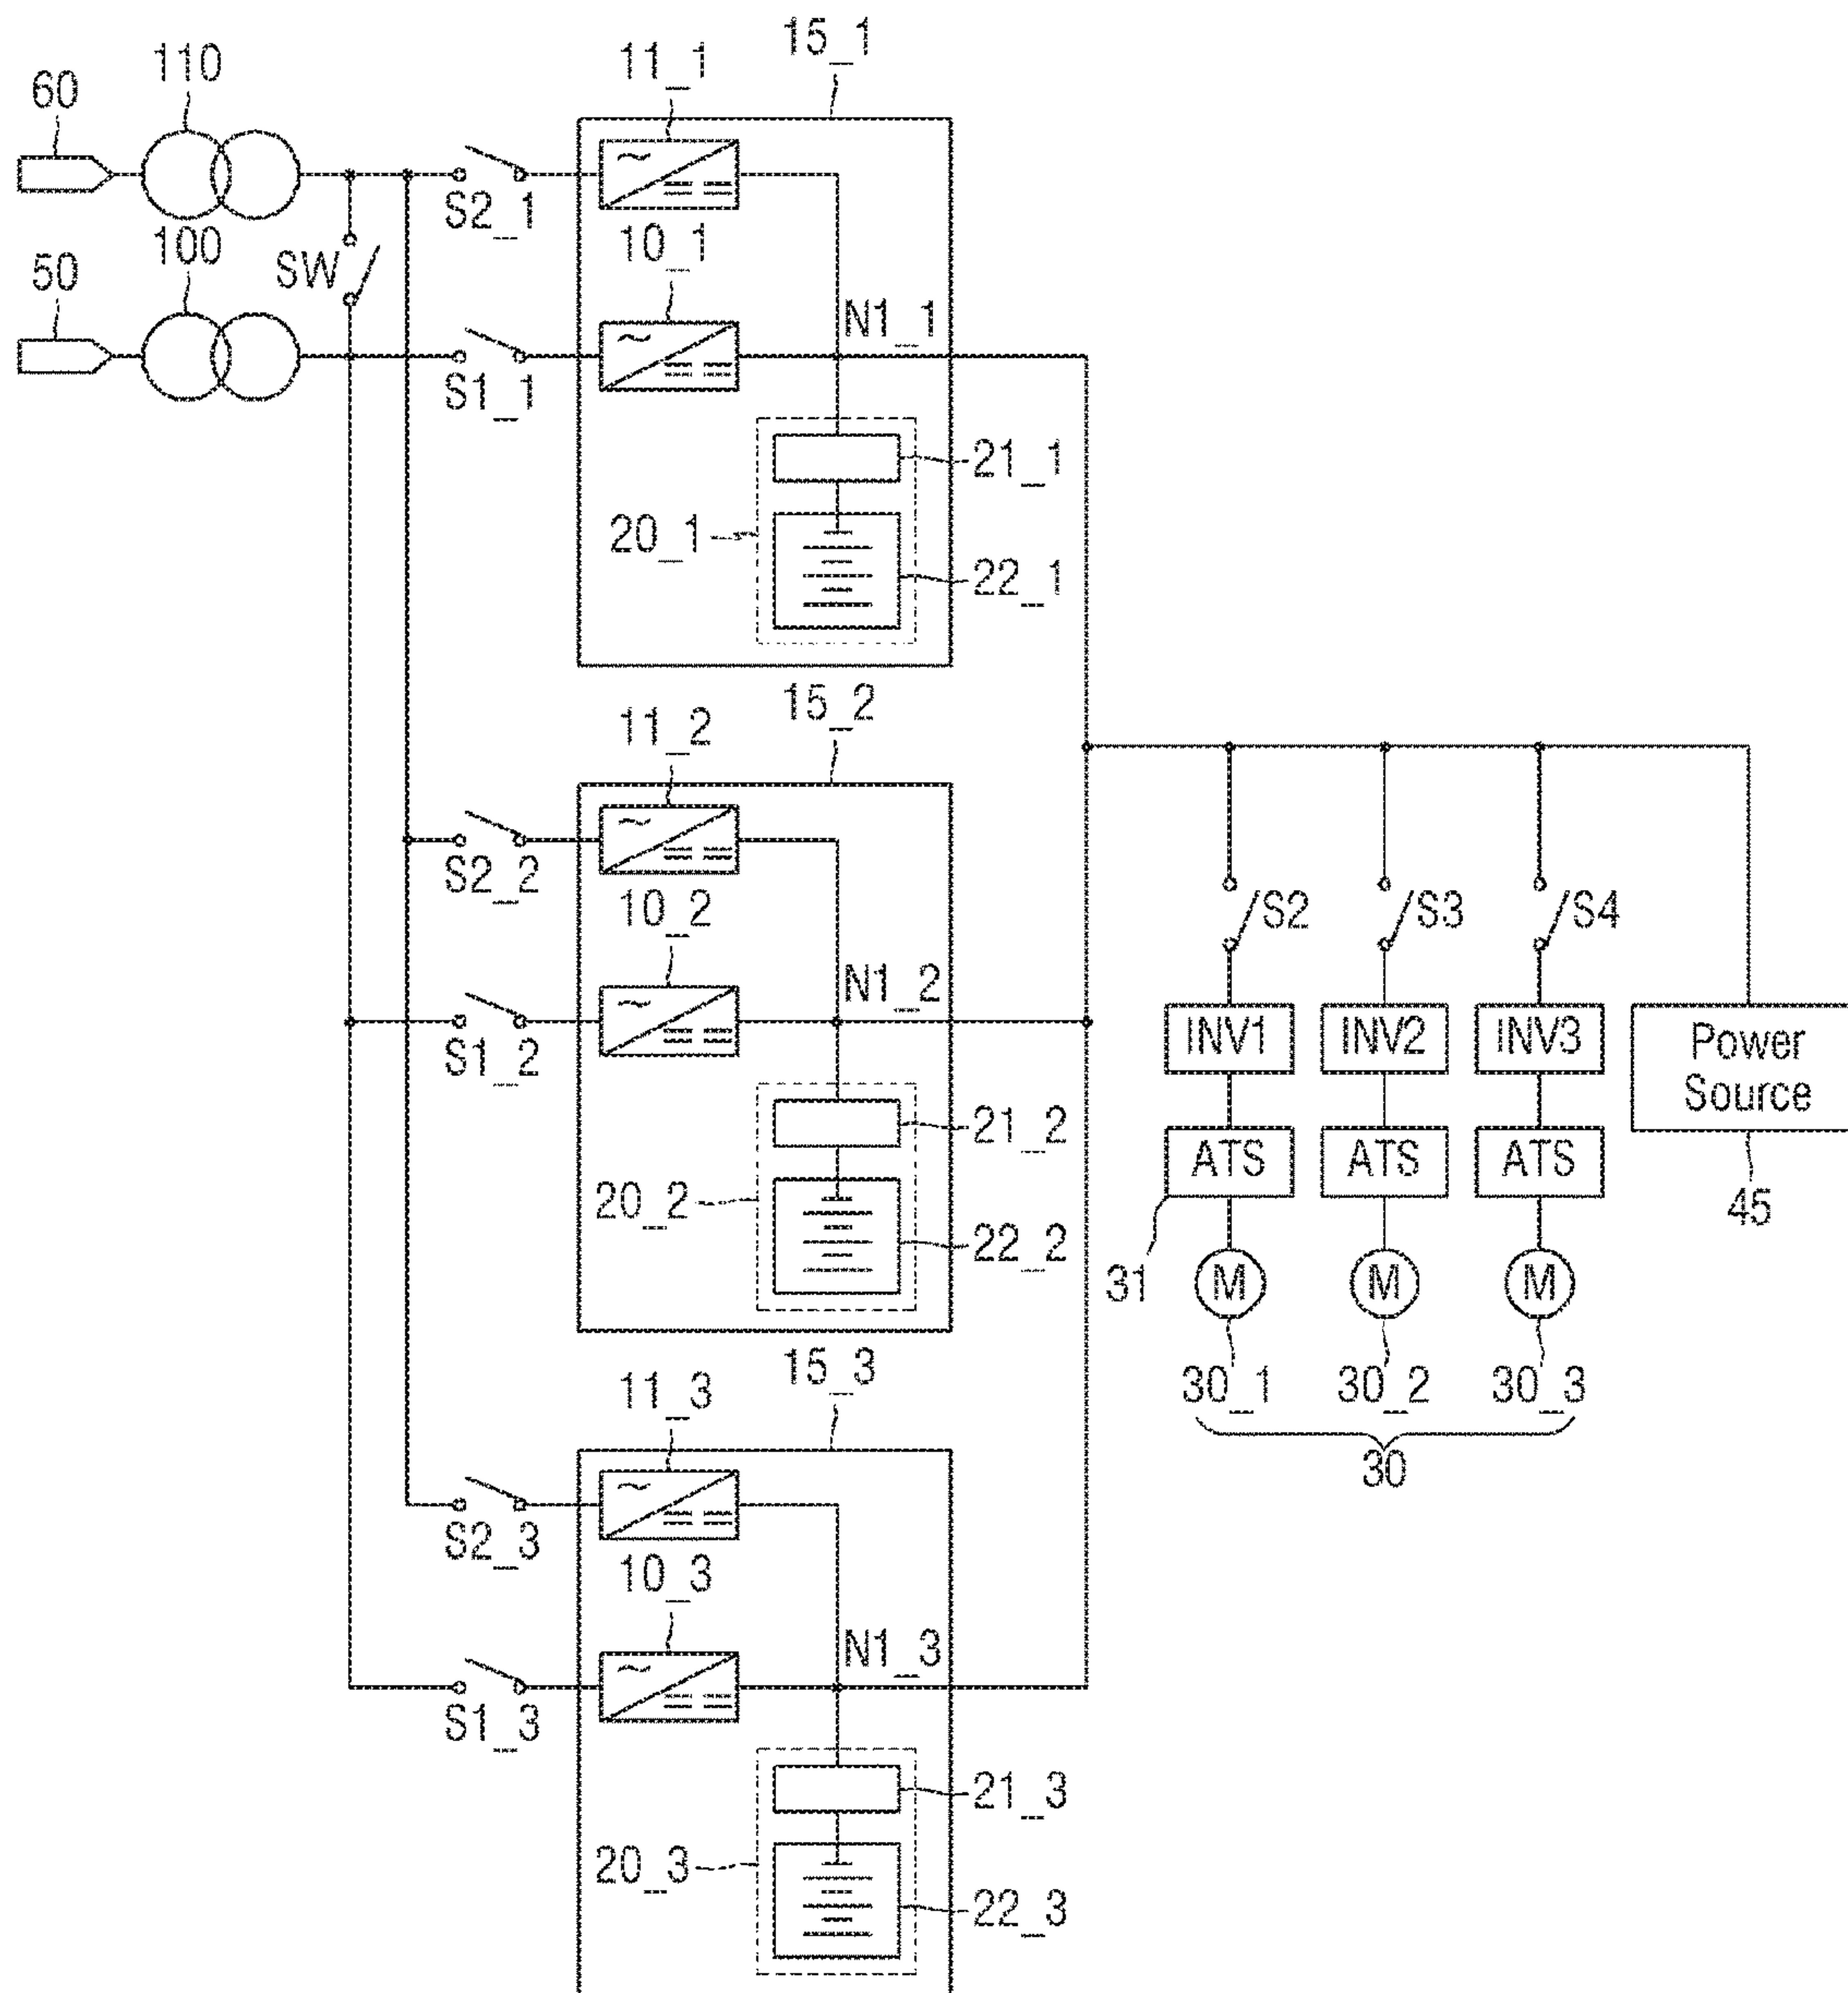 15_1
110
11_1
60
S2_1
100
10_1
50
SW
N1_1
S1_1
21_1
20_1
22_1
15_2
11_2
S2_2
10_2
/S2
/S3
/S4
N1_2
S1_2
INV1
INV2
INV3
Power
Source
21_2
ATS
ATS
ATS
20_2
45
22_2
31
M
M
M
15_3
11_3
30_1
30_2
30_3
30
S2_3
10_3
N1_3
S1_3
21_3
20_3
22_3